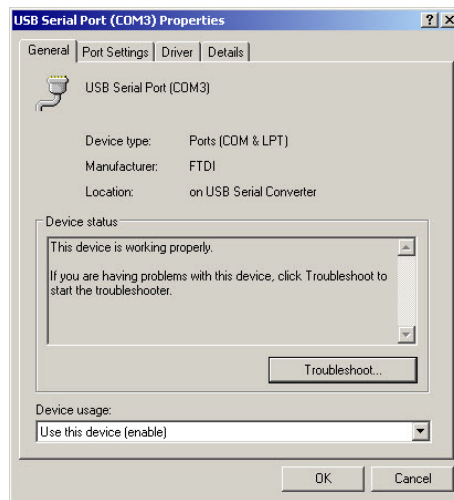 USB Serial Port (COM3) Properties
General Port Settings Driver Details
USB Serial Port (COM3)
Device type: Ports (COM & LPT)
Manufacturer: FTDI
Location: on USB Serial Converter
Device status
This device is working properly.
If you are having problems with this device, click Troubleshoot to
start the troubleshooter.
Troubleshoot...
Device usage:
Use this device (enable)
OK Cancel